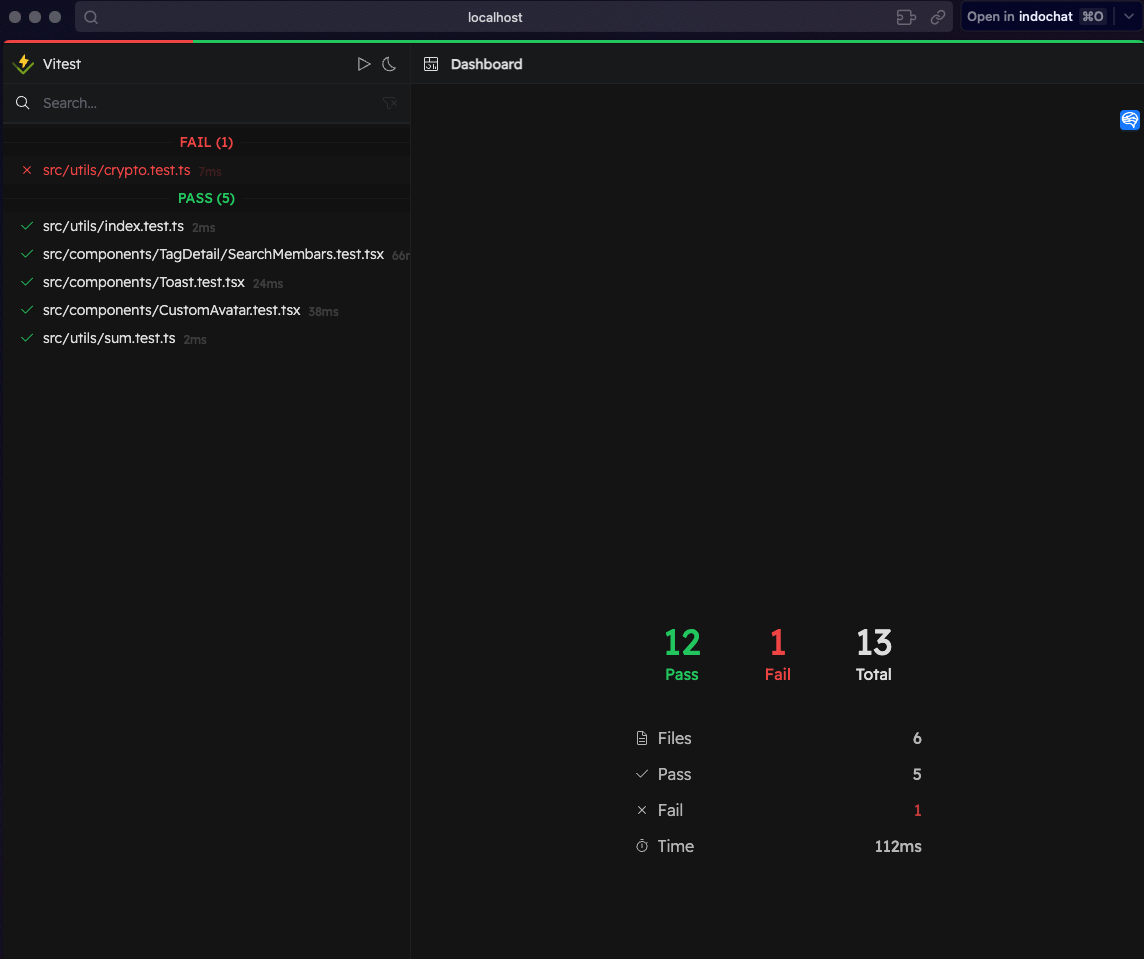 localhost
Open in indochat ⌘O
Vitest
Dashboard
Search...
FAIL (1)
src/utils/crypto.test.ts 7ms
PASS (5)
src/utils/index.test.ts 2ms
src/components/TagDetail/SearchMembars.test.tsx 66
src/components/Toast.test.tsx 24ms
src/components/CustomAvatar.test.tsx 38ms
src/utils/sum.test.ts 2ms
12 1 13
Pass Fail Total
Files 6
Pass 5
Fail 1
Time 112ms